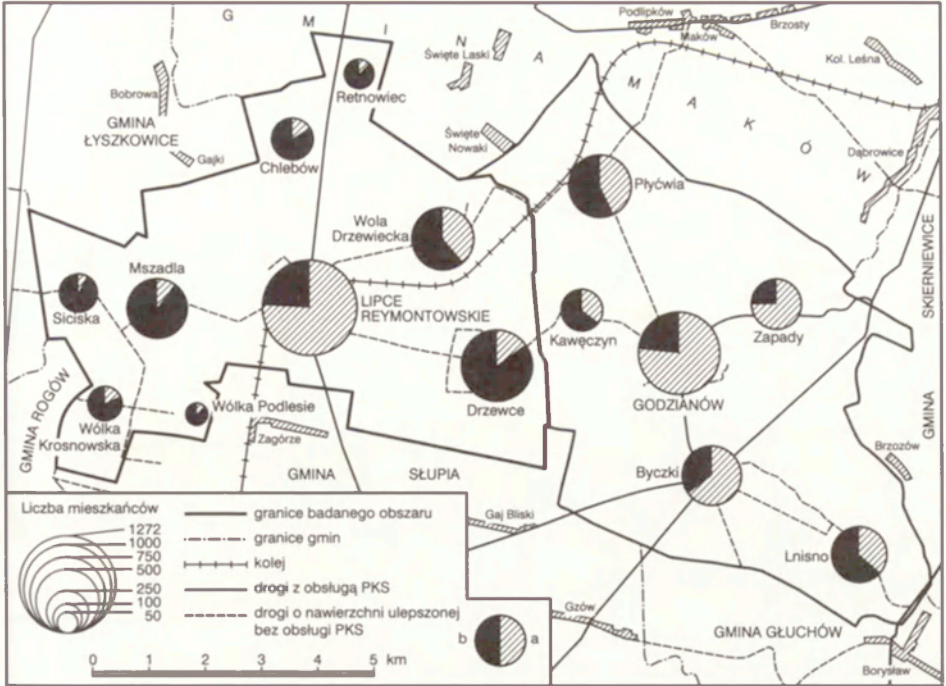 G M I N A M A K Ó W
Podlipków
Maków
Brzosty
Święte Laski
Kol. Leśna
Retnowiec
Bobrowa
GMINA
ŁYSZKOWICE
Gajki
Chlebów
Święte
Nowaki
Dąbrowice
Płyćwia
Wola
Drzewiecka
SKIERNIEWICE
Mszadla
Siciska
LIPCE
REYMONTOWSKIE
Kawęczyn
Zapady
Drzewce
GODZIANÓW
GMINA ROGÓW
Wólka
Krosnowska
Wólka Podlesie
Zagórze
GMINA
SŁUPIA
Byczki
Brzozów
GMINA
Gaj Bliski
Lnisno
Gzów
GMINA GŁUCHÓW
Borysław
Liczba mieszkańców
1272
1000
750
500
250
100
50
granice badanego obszaru
granice gmin
kolej
drogi z obsługą PKS
drogi o nawierzchni ulepszonej
bez obsługi PKS
b a
0 1 2 3 4 5 km